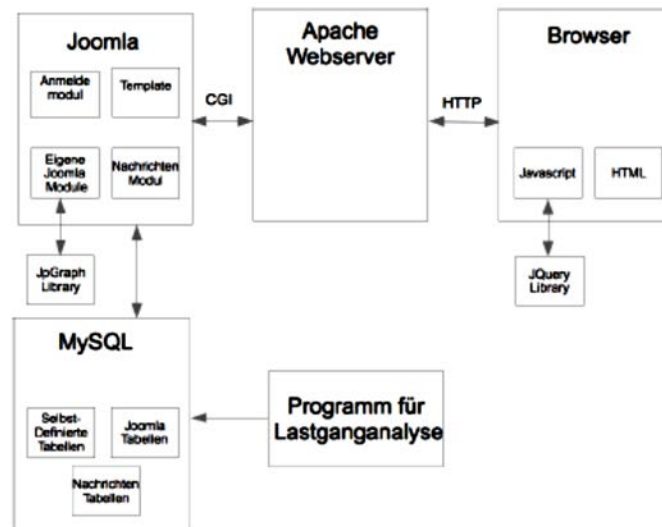 Joomla
Anmelde
modul
Template
Eigene
Joomla
Module
Nachrichten
Modul
CGI
Apache
Webserver
HTTP
Browser
Javascript
HTML
JpGraph
Library
JQuery
Library
MySQL
Selbst-
Definierte
Tabellen
Joomla
Tabellen
Nachrichten
Tabellen
Programm für
Lastganganalyse